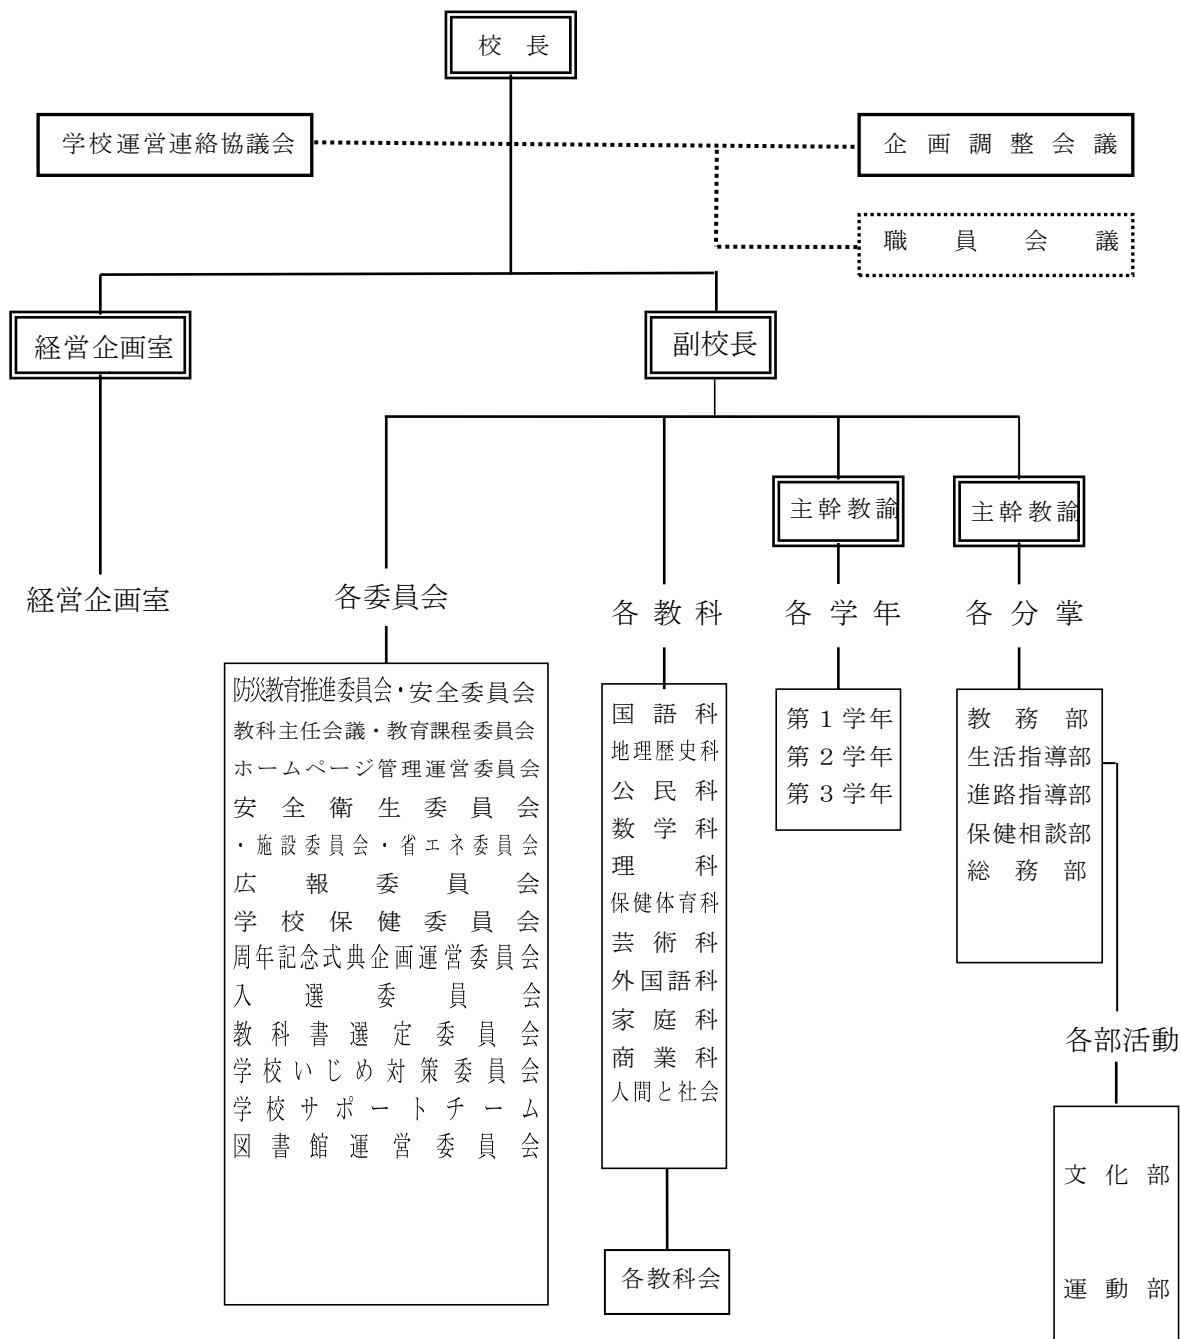 校長
学校運営連絡協議会
企画調整会議
職員会議
経営企画室
副校長
主幹教諭
主幹教諭
経営企画室
各委員会
各教科
各学年
各分掌
防災教育推進委員会・安全委員会
教科主任会議・教育課程委員会
ホームページ管理運営委員会
安全衛生委員会
・施設委員会・省エネ委員会
広報委員会
学校保健委員会
周年記念式典企画運営委員会
入選委員会
教科書選定委員会
学校いじめ対策委員会
学校サポートチーム
図書館運営委員会
国語科
地理歴史科
公民科
数学科
理科
保健体育科
芸術科
外国語科
家庭科
商業科
人間と社会
各教科会
第1学年
第2学年
第3学年
教務部
生活指導部
進路指導部
保健相談部
総務部
各部活動
文化部
運動部